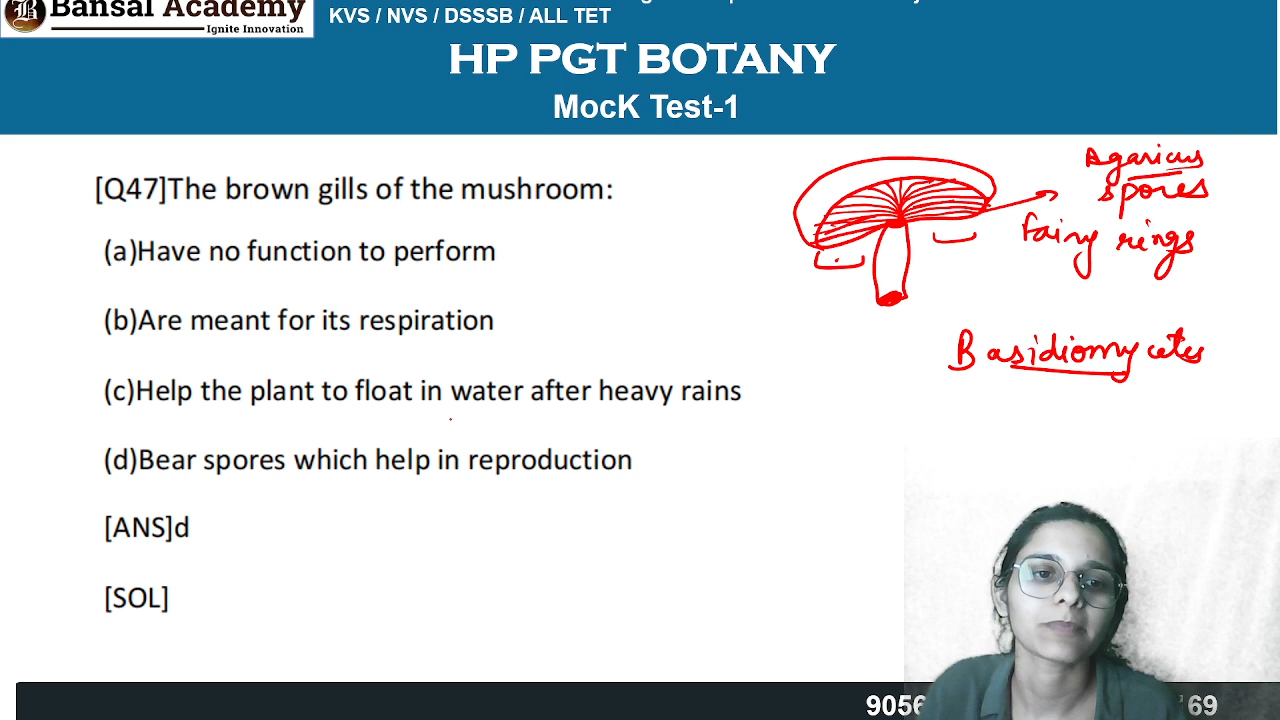 Bansal Academy
Ignite Innovation
KVS / NVS / DSSSB / ALL TET
HP PGT BOTANY
MocK Test-1
[Q47]The brown gills of the mushroom:
(a)Have no function to perform
(b)Are meant for its respiration
(c)Help the plant to float in water after heavy rains
(d)Bear spores which help in reproduction
[ANS]d
[SOL]
Agaricus
spores
fairy rings
Basidiomycetes
9056
69